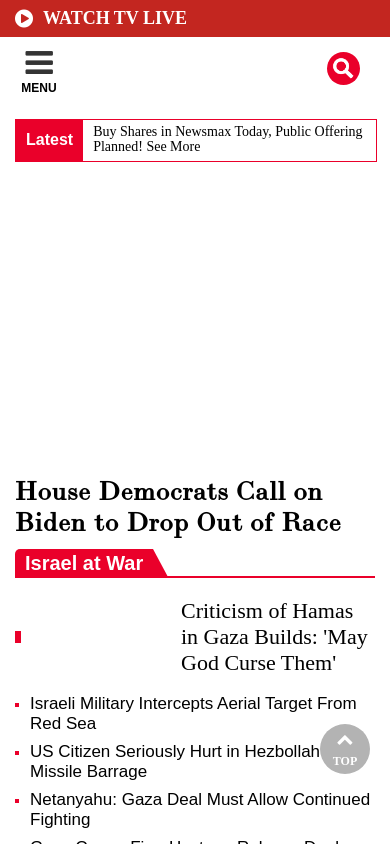 WATCH TV LIVE
MENU
Latest
Buy Shares in Newsmax Today, Public Offering
Planned! See More
House Democrats Call on
Biden to Drop Out of Race
Israel at War
Criticism of Hamas
in Gaza Builds: 'May
God Curse Them'
Israeli Military Intercepts Aerial Target From
Red Sea
US Citizen Seriously Hurt in Hezbollah
Missile Barrage
TOP
Netanyahu: Gaza Deal Must Allow Continued
Fighting